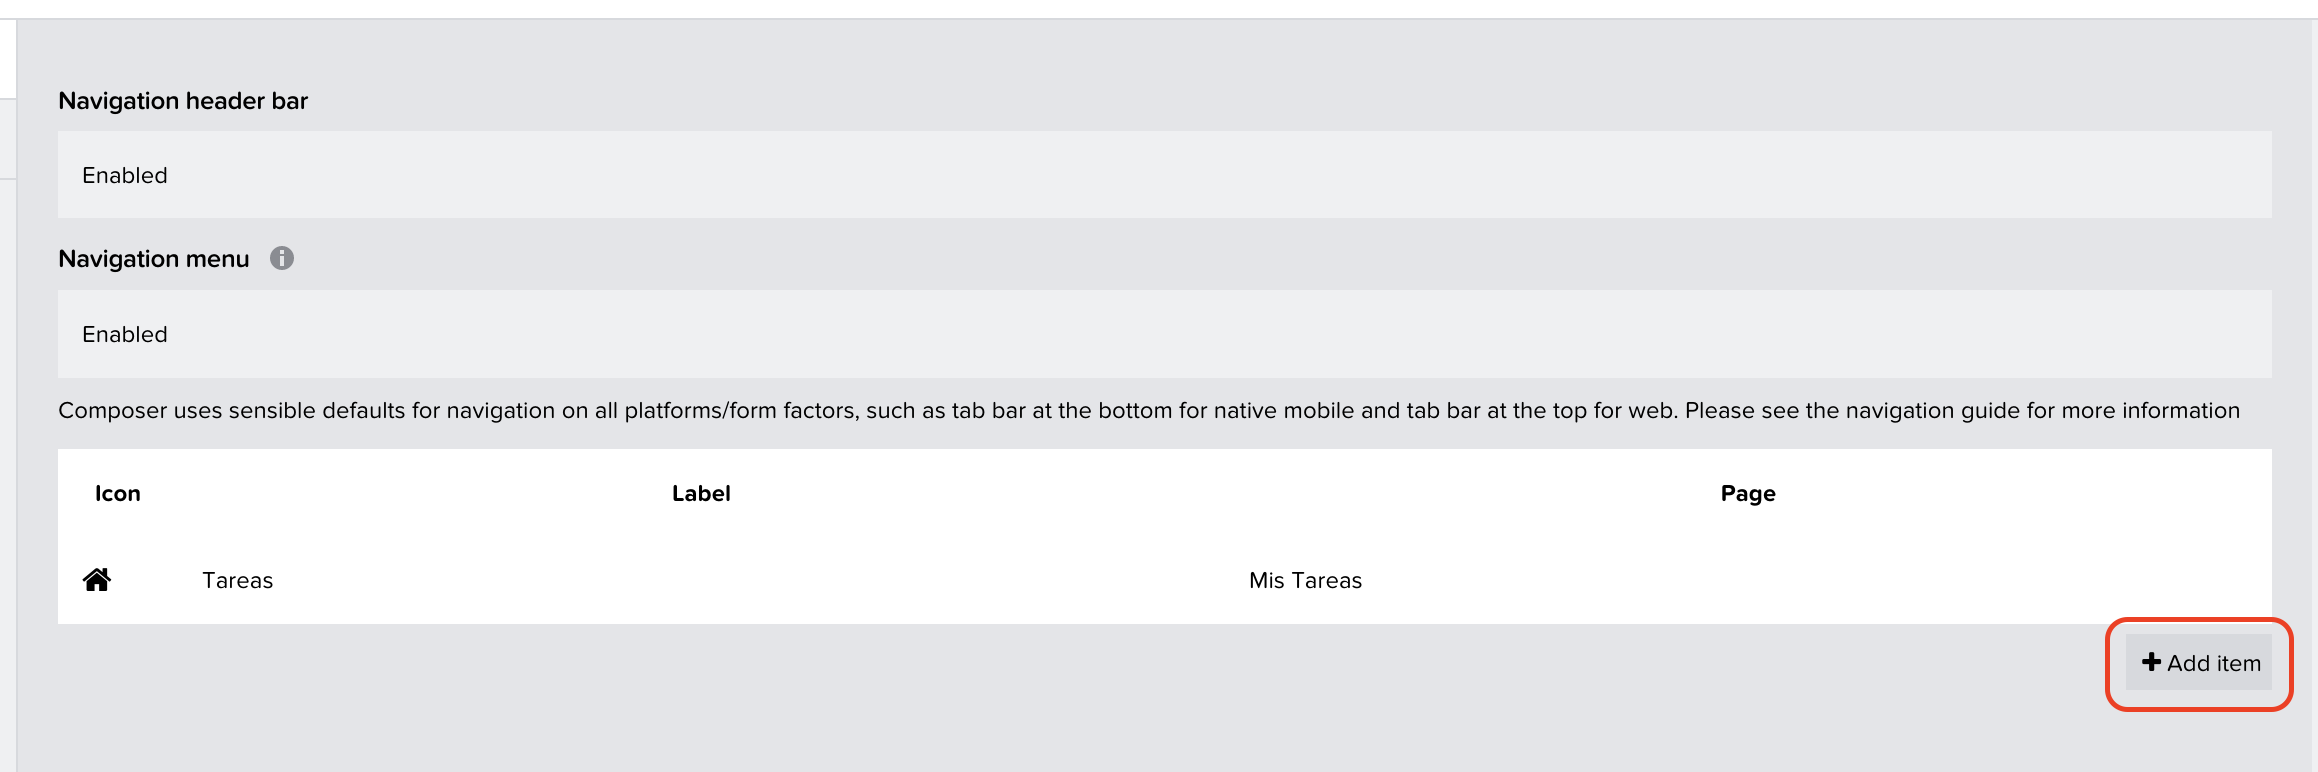 Navigation header bar
Enabled
Navigation menu
Enabled
Composer uses sensible defaults for navigation on all platforms/form factors, such as tab bar at the bottom for native mobile and tab bar at the top for web. Please see the navigation guide for more information
Icon Label Page
Tareas Mis Tareas
Add item